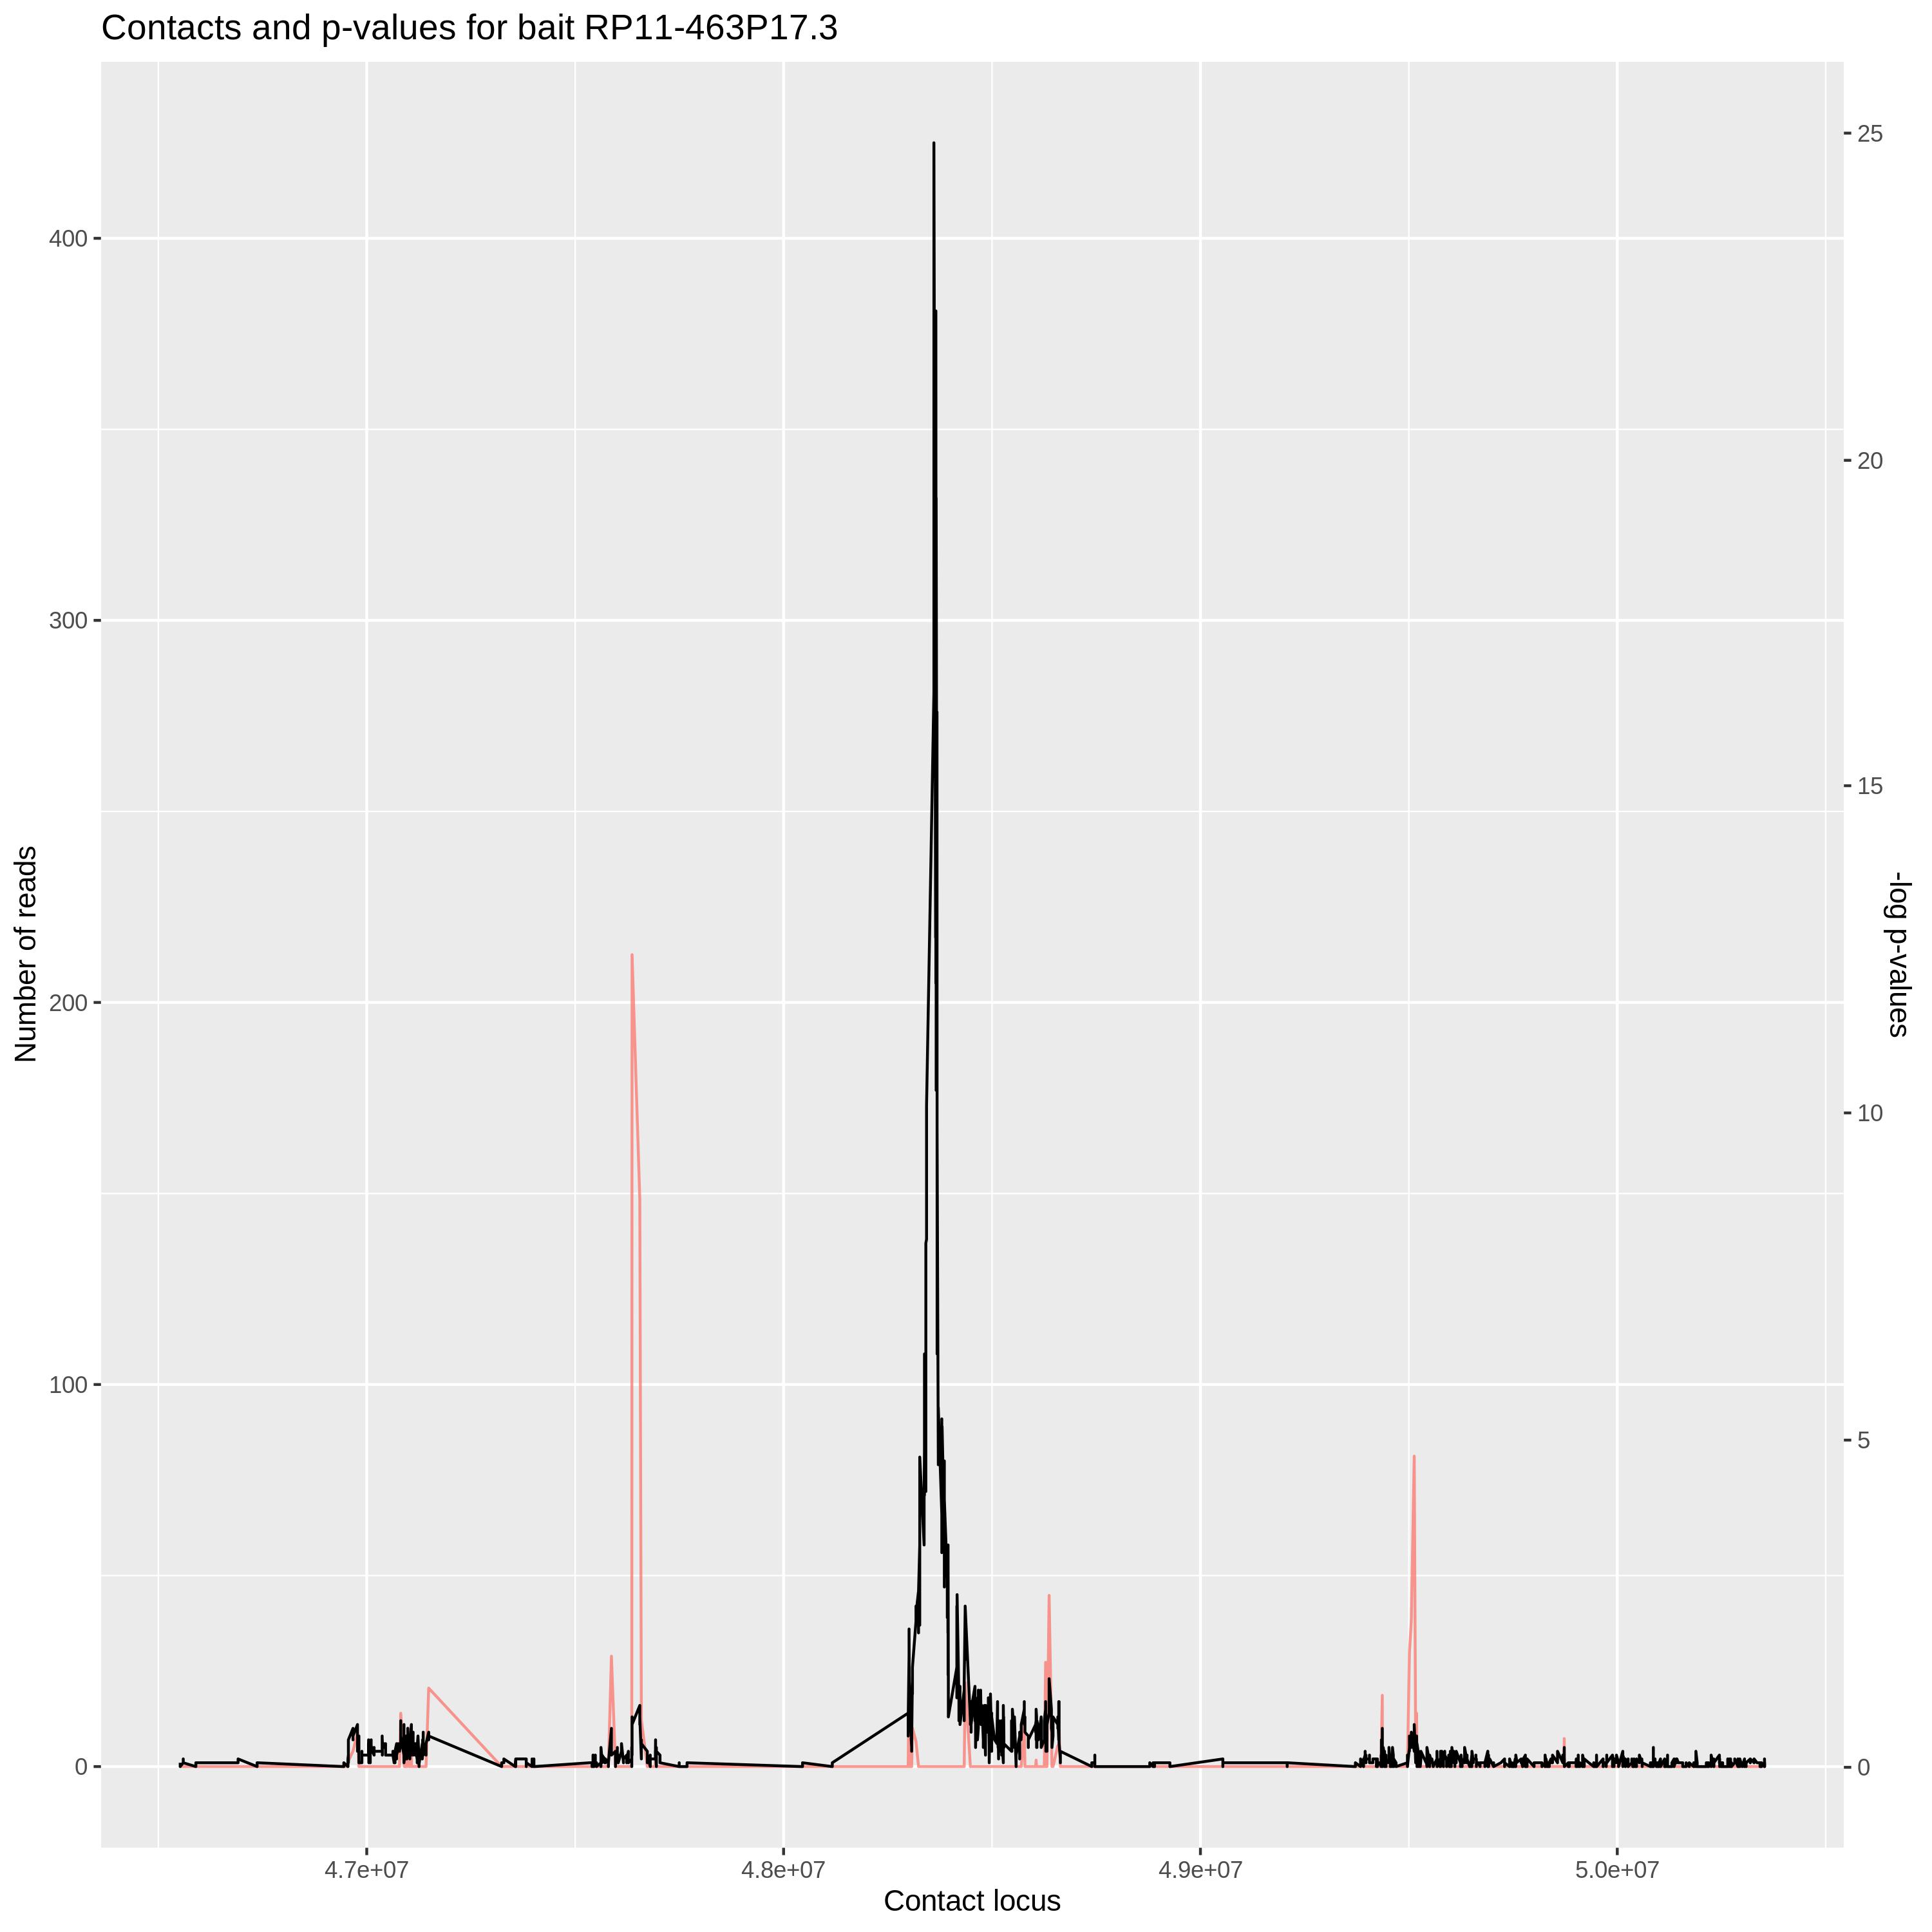 Contacts and p-values for bait RP11-463P17.3
25
400
20
300
15
Number of reads
-log p-values
200
10
100
5
0
0
4.7e+07
4.8e+07
4.9e+07
5.0e+07
Contact locus